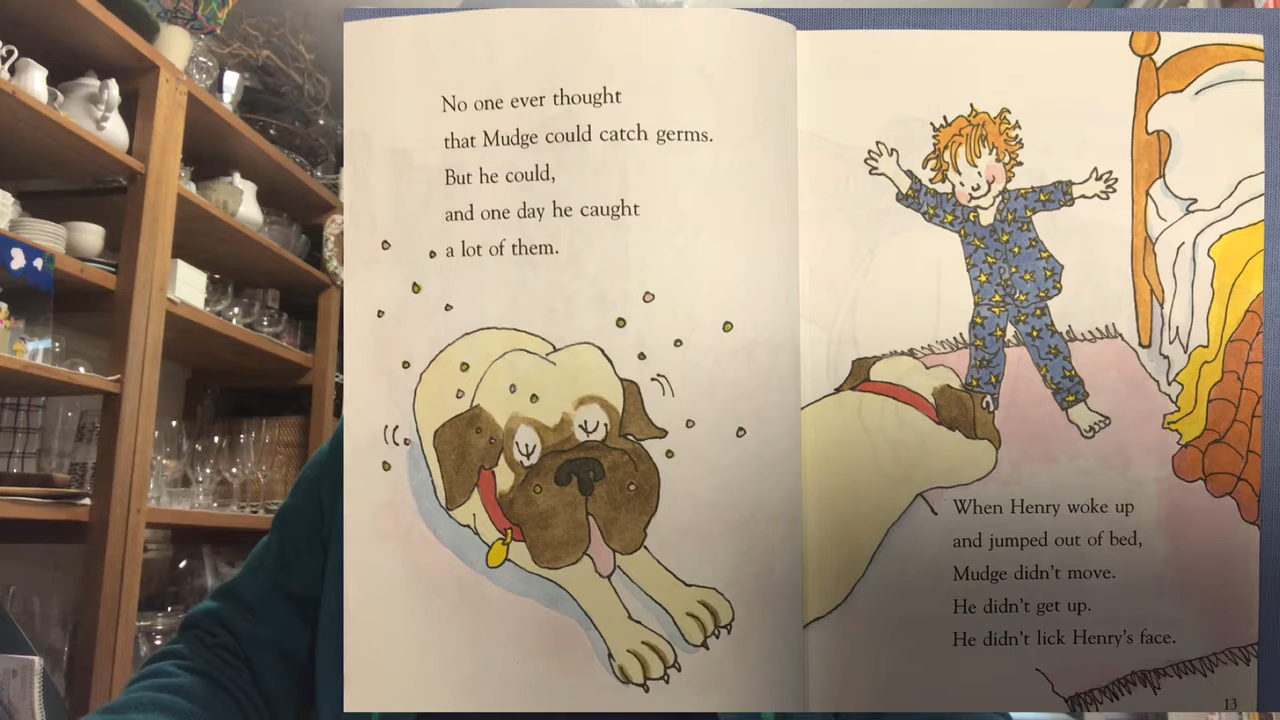 No one ever thought
that Mudge could catch germs.
But he could,
and one day he caught
a lot of them.
When Henry woke up
and jumped out of bed,
Mudge didn't move.
He didn't get up.
He didn't lick Henry's face.
13